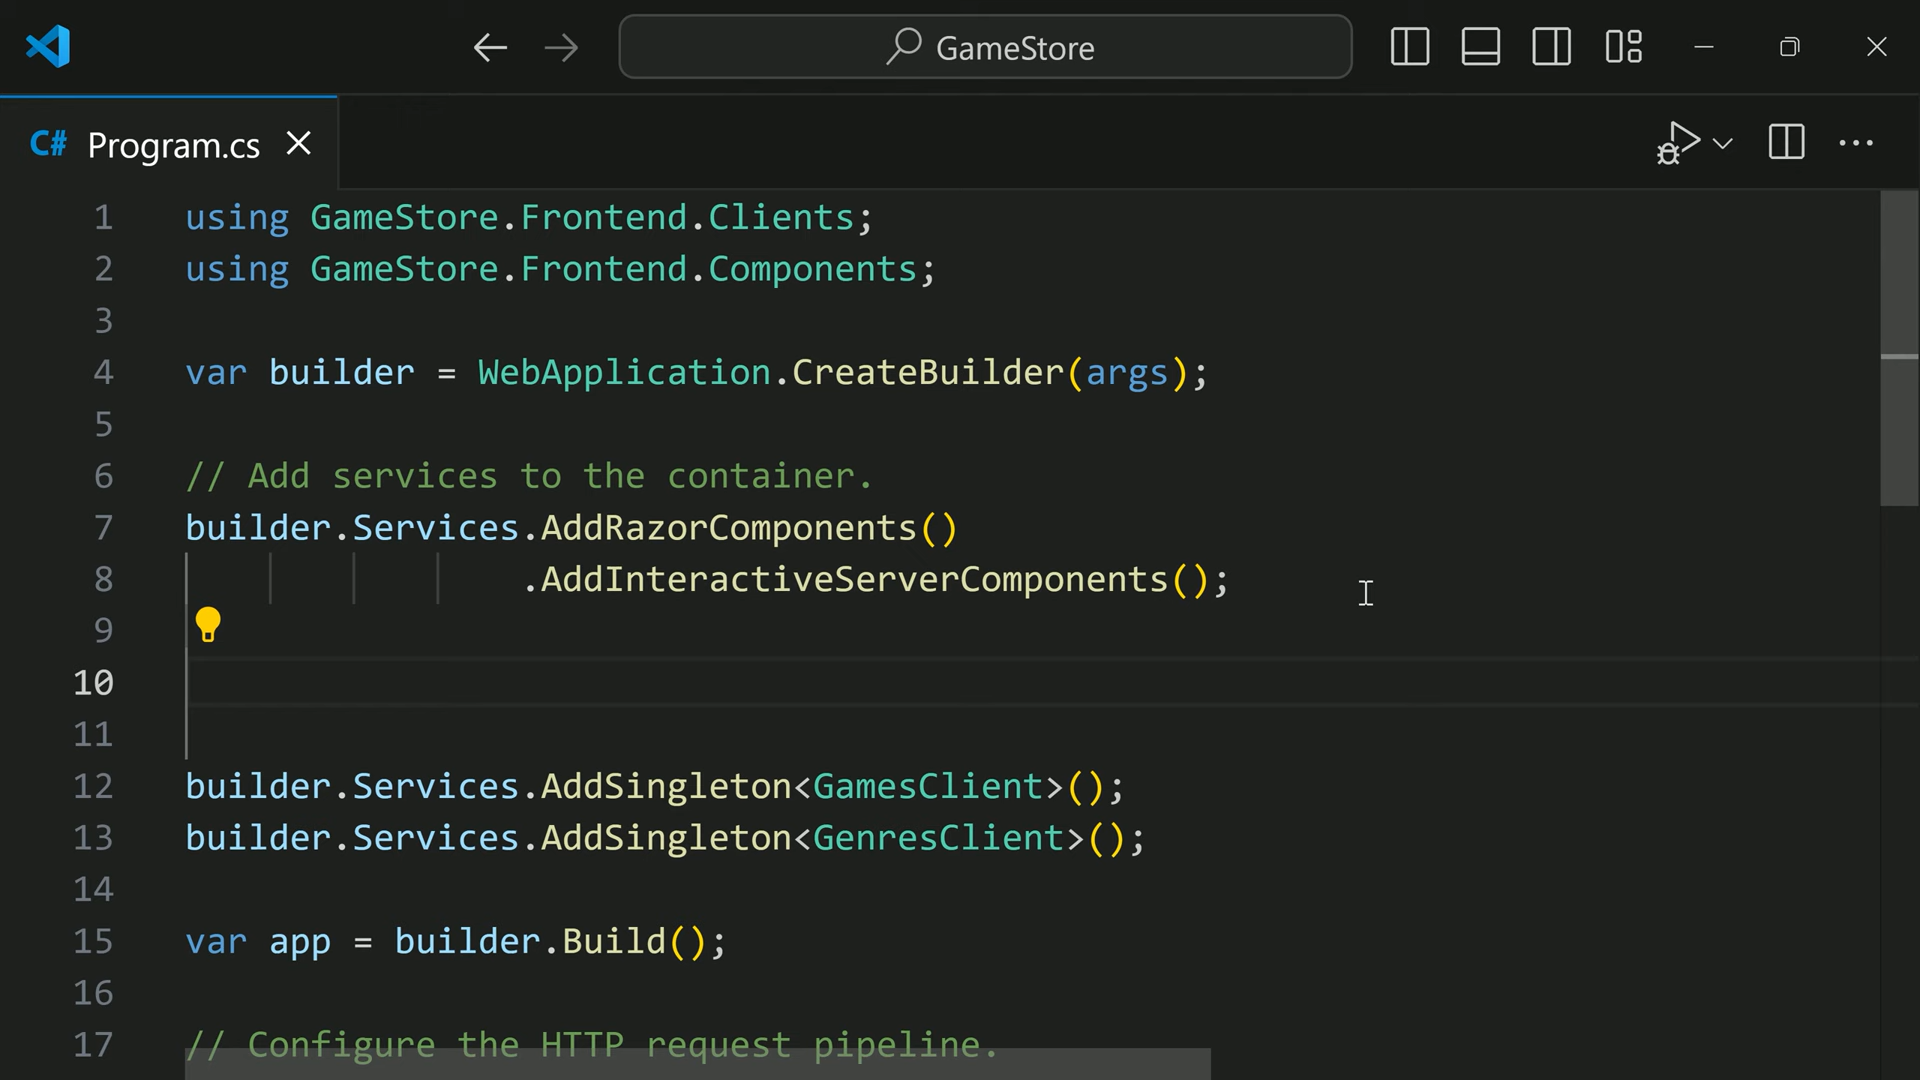 GameStore
C# Program.cs
1 using GameStore.Frontend.Clients;
2 using GameStore.Frontend.Components;
3
4 var builder = WebApplication.CreateBuilder(args);
5
6 // Add services to the container.
7 builder.Services.AddRazorComponents()
8 .AddInteractiveServerComponents();
9
10
11
12 builder.Services.AddSingleton<GamesClient>();
13 builder.Services.AddSingleton<GenresClient>();
14
15 var app = builder.Build();
16
17 // Configure the HTTP request pipeline.